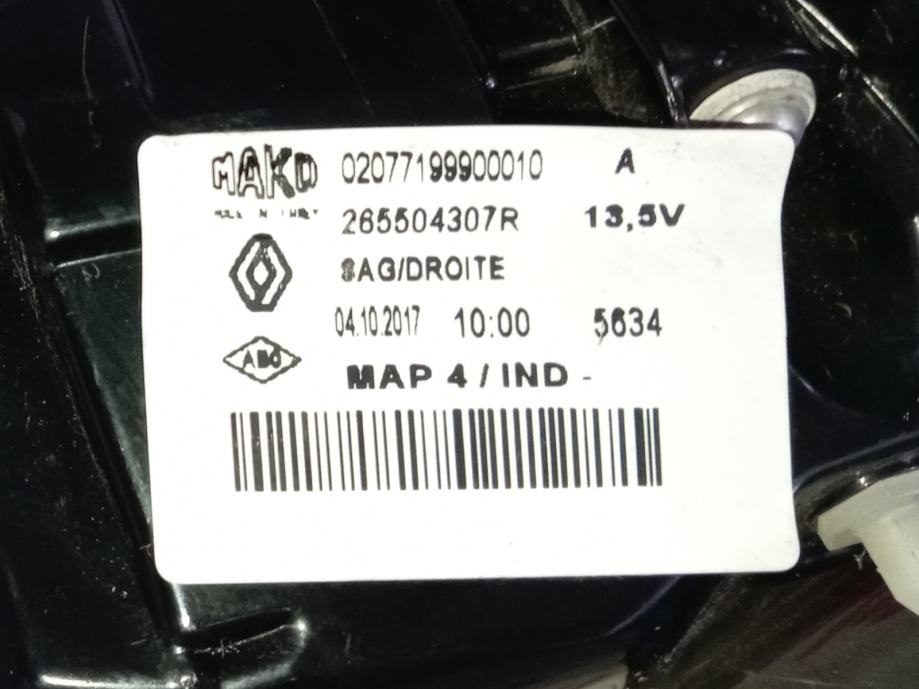 MAKO 02077199900010 A
265504307R 13,5V
SAG/DROITE
04.10.2017 10:00 5634
MAP 4 / IND -